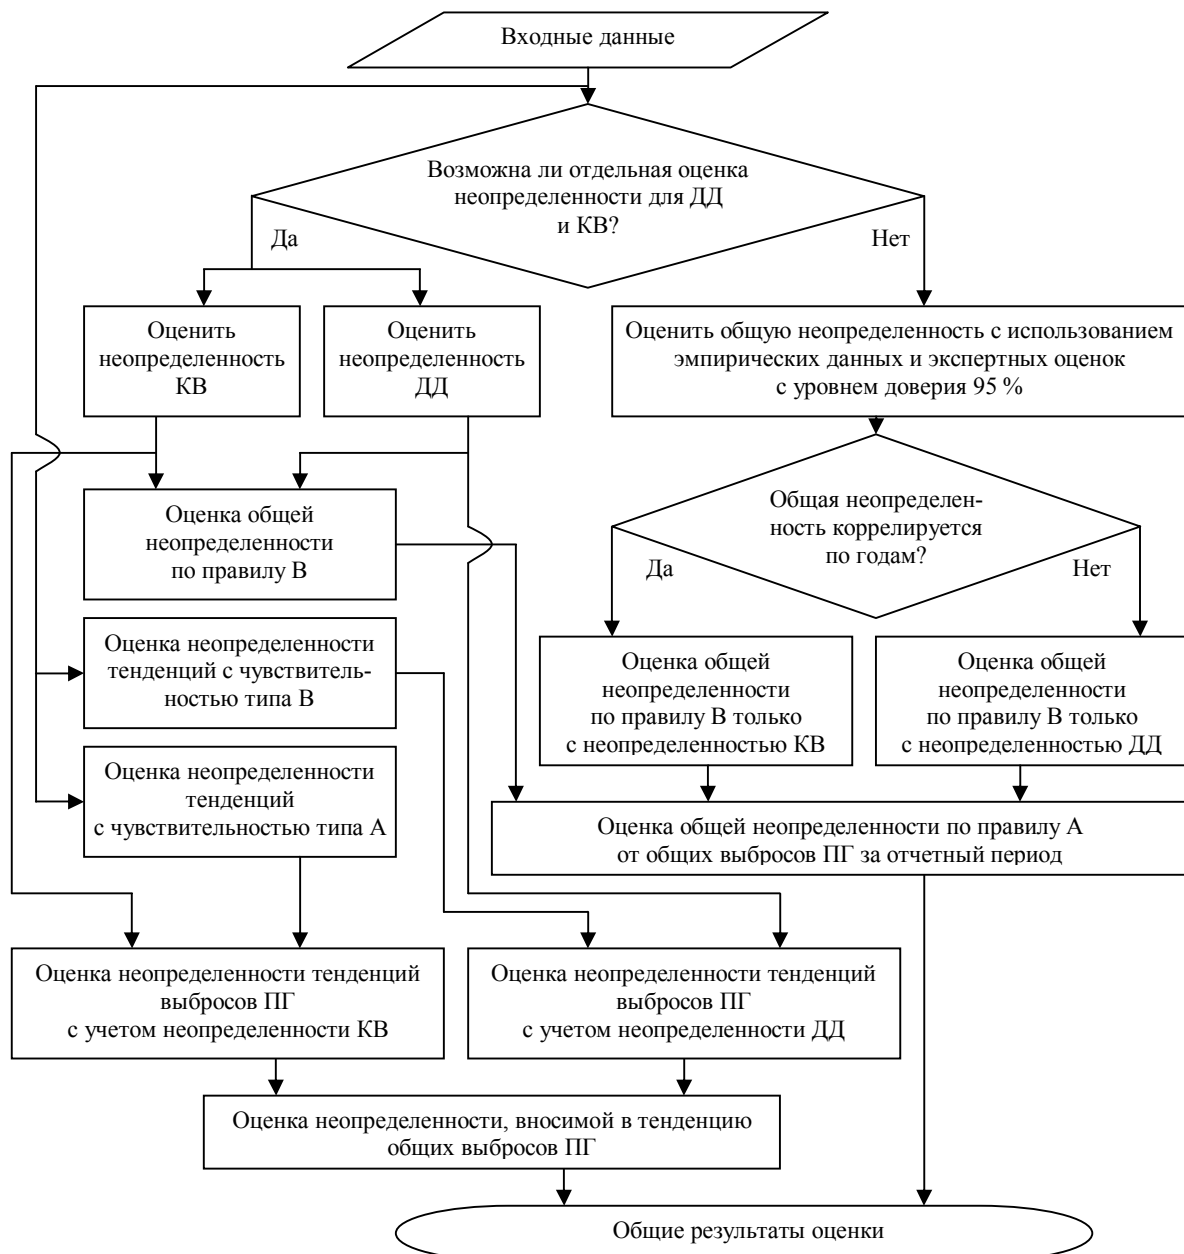 Входные данные
Возможна ли отдельная оценка
неопределенности для ДД
и КВ?
Да
Нет
Оценить
неопределенность
КВ
Оценить
неопределенность
ДД
Оценить общую неопределенность с использованием
эмпирических данных и экспертных оценок
с уровнем доверия 95 %
Оценка общей
неопределенности
по правилу В
Общая неопределен-
ность коррелируется
по годам?
Да
Нет
Оценка неопределенности
тенденций с чувствитель-
ностью типа В
Оценка общей
неопределенности
по правилу В только
с неопределенностью КВ
Оценка общей
неопределенности
по правилу В только
с неопределенностью ДД
Оценка неопределенности
тенденций
с чувствительностью типа А
Оценка общей неопределенности по правилу А
от общих выбросов ПГ за отчетный период
Оценка неопределенности тенденций
выбросов ПГ
с учетом неопределенности КВ
Оценка неопределенности тенденций
выбросов ПГ
с учетом неопределенности ДД
Оценка неопределенности, вносимой в тенденцию
общих выбросов ПГ
Общие результаты оценки